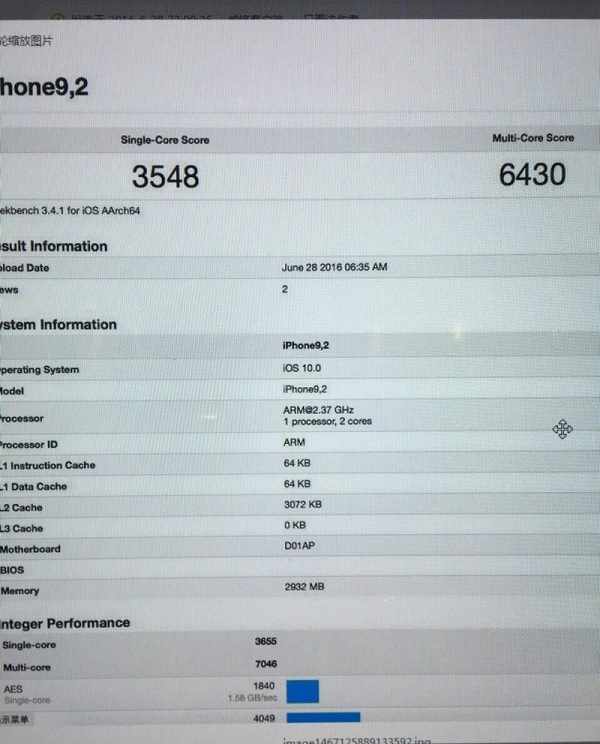 轮缩放图片
hone9,2
Single-Core Score Multi-Core Score
3548 6430
ekbench 3.4.1 for iOS AArch64
sult Information
load Date June 28 2016 06:35 AM
ews 2
ystem Information
iPhone9,2
perating System iOS 10.0
Model iPhone9,2
Processor ARM@2.37 GHz
1 processor, 2 cores
Processor ID ARM
L1 Instruction Cache 64 KB
L1 Data Cache 64 KB
L2 Cache 3072 KB
L3 Cache 0 KB
Motherboard D01AP
BIOS
Memory 2932 MB
nteger Performance
Single-core 3655
Multi-core 7046
AES 1840
Single-core 1.58 GB/sec
示菜单 4049
image1467125889133592.jpg